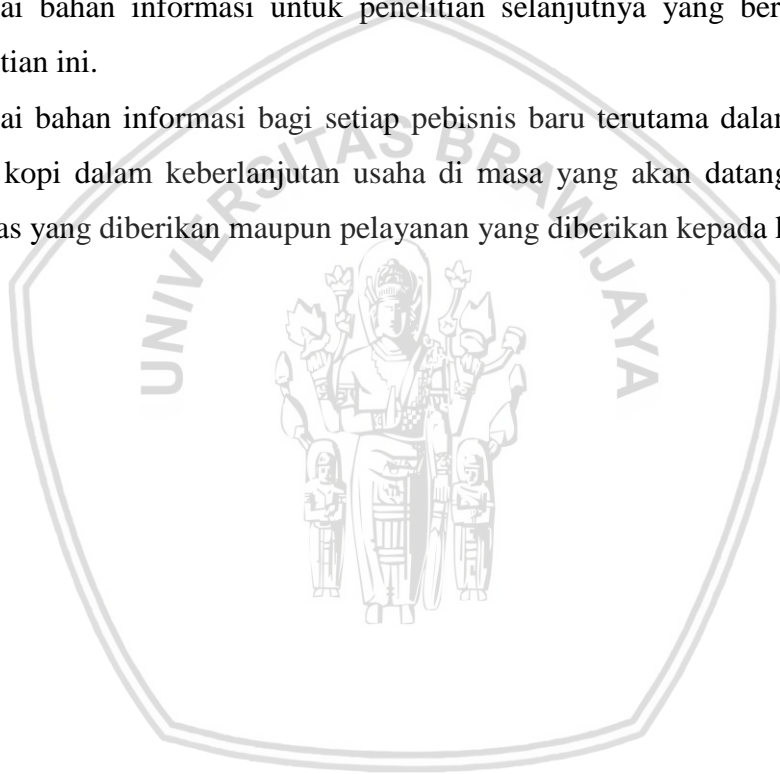 ai bahan informasi untuk penelitian selanjutnya yang ber
tian ini.
ai bahan informasi bagi setiap pebisnis baru terutama dalam
kopi dalam keberlanjutan usaha di masa yang akan datang
as yang diberikan maupun pelayanan yang diberikan kepada
UNIVERSITAS BRAWIJAYA